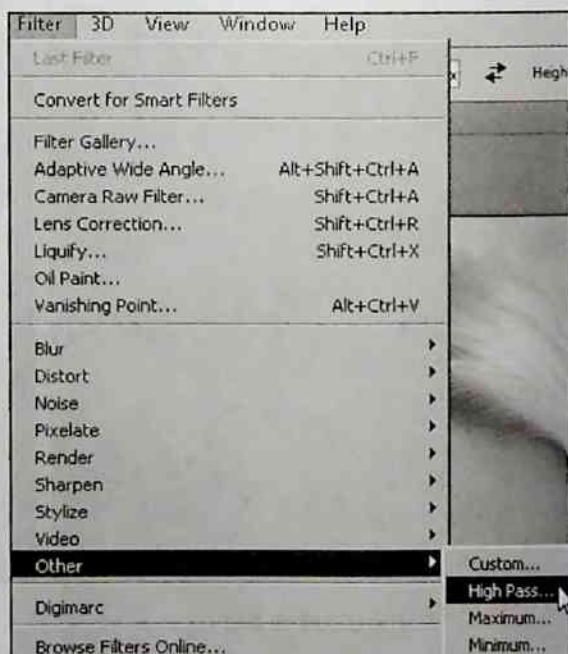 Filter 3D View Window Help
Last Filter Ctrl+F
Hegh
Convert for Smart Filters
Filter Gallery...
Adaptive Wide Angle... Alt+Shift+Ctrl+A
Camera Raw Filter... Shift+Ctrl+A
Lens Correction... Shift+Ctrl+R
Liquify... Shift+Ctrl+X
Oil Paint...
Vanishing Point... Alt+Ctrl+V
Blur
Distort
Noise
Pixelate
Render
Sharpen
Stylize
Video
Other
Custom...
High Pass...
Digimarc
Maximum...
Browse Filters Online...
Minimum...